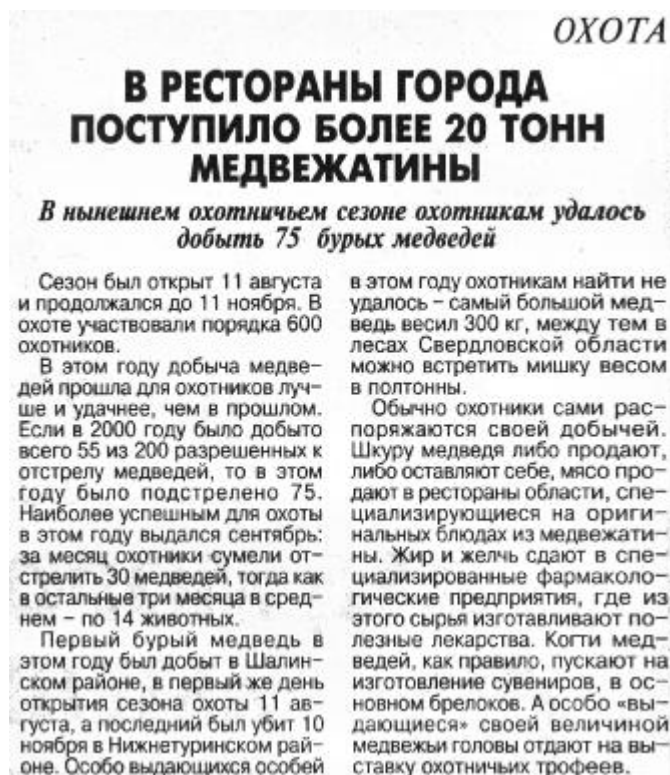 ОХОТА
В РЕСТОРАНЫ ГОРОДА
ПОСТУПИЛО БОЛЕЕ 20 ТОНН
МЕДВЕЖАТИНЫ
В нынешнем охотничьем сезоне охотникам удалось
добыть 75 бурых медведей
Сезон был открыт 11 августа
и продолжался до 11 ноября. В
охоте участвовали порядка 600
охотников.
В этом году добыча медве-
дей прошла для охотников луч-
ше и удачнее, чем в прошлом.
Если в 2000 году было добыто
всего 55 из 200 разрешенных к
отстрелу медведей, то в этом
году было подстрелено 75.
Наиболее успешным для охоты
в этом году выдался сентябрь:
за месяц охотники сумели от-
стрелить 30 медведей, тогда как
в остальные три месяца в сред-
нем – по 14 животных.
Первый бурый медведь в
этом году был добыт в Шалин-
ском районе, в первый же день
открытия сезона охоты 11 ав-
густа, а последний был убит 10
ноября в Нижнетуринском рай-
оне. Особо выдающихся особей
в этом году охотникам найти не
удалось – самый большой мед-
ведь весил 300 кг, между тем в
лесах Свердловской области
можно встретить мишку весом
в полтонны.
Обычно охотники сами рас-
поряжаются своей добычей.
Шкуру медведя либо продают,
либо оставляют себе, мясо про-
дают в рестораны области, спе-
циализирующиеся на ориги-
нальных блюдах из медвежати-
ны. Жир и желчь сдают в спе-
циализированные фармаколо-
гические предприятия, где из
этого сырья изготавливают по-
лезные лекарства. Когти мед-
ведей, как правило, пускают на
изготовление сувениров, в ос-
новном брелоков. А особо «вы-
дающиеся» своей величиной
медвежьи головы отдают на вы-
ставку охотничьих трофеев.